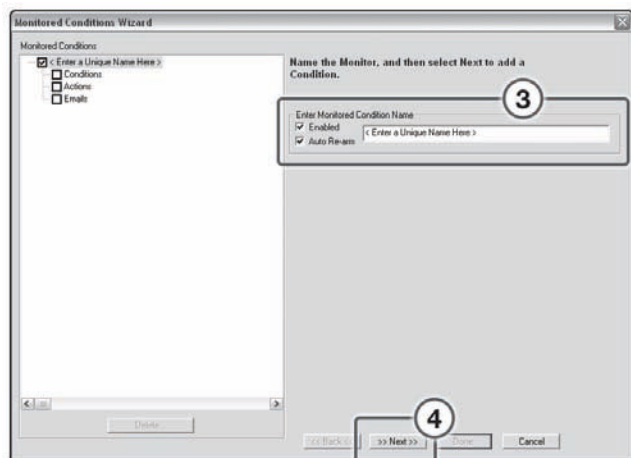 Monitored Conditions Wizard
Monitored Conditions
< Enter a Unique Name Here >
Conditions
Actions
Emails
Name the Monitor, and then select Next to add a
Condition.
3
Enter Monitored Condition Name
Enabled
Auto Re-arm
< Enter a Unique Name Here >
Delete...
4
<< Back <<
>> Next >>
Done
Cancel